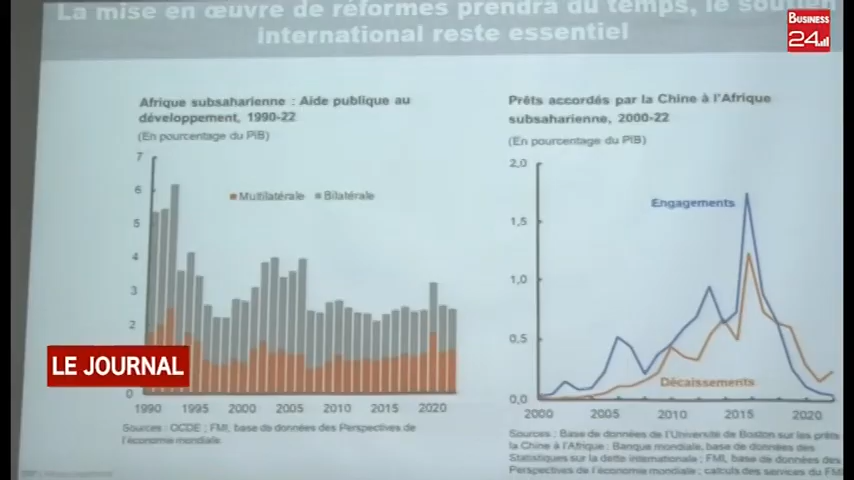 La mise en œuvre de réformes prendra du temps, le soutien
international reste essentiel
BUSINESS
24
Afrique subsaharienne : Aide publique au
développement, 1990-22
(En pourcentage du PIB)
7
6
5
4
3
2
0
Multilatérale Bilatérale
1990 1995 2000 2005 2010 2015 2020
Sources : OCDE ; FMI, base de données des Perspectives de
l'économie mondiale
Prêts accordés par la Chine à l'Afrique
subsaharienne, 2000-22
(En pourcentage du PIB)
2,0
1,5
1,0
0,5
0,0
Engagements
Décaissements
2000 2005 2010 2015 2020
Sources : Base de données de l'Université de Boston sur les prêts
la Chine à l'Afrique ; Banque mondiale, base de données des
Statistiques sur la dette internationale ; FMI, base de données des
Perspectives de l'économie mondiale ; calculs des services du FMI
LE JOURNAL